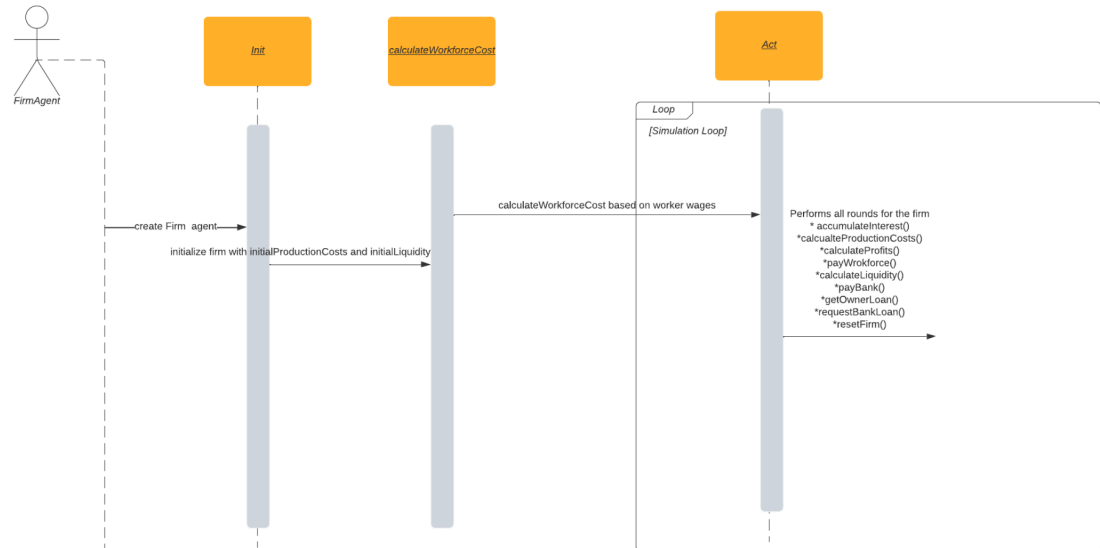 FirmAgent
Init
calculateWorkforceCost
Act
Loop
[Simulation Loop]
calculateWorkforceCost based on worker wages
create Firm agent
initialize firm with initialProductionCosts and initialLiquidity
Performs all rounds for the firm
* accumulateInterest()
*calcualteProductionCosts()
*calculateProfits()
*payWrokforce()
*calculateLiquidity()
*payBank()
*getOwnerLoan()
*requestBankLoan()
*resetFirm()